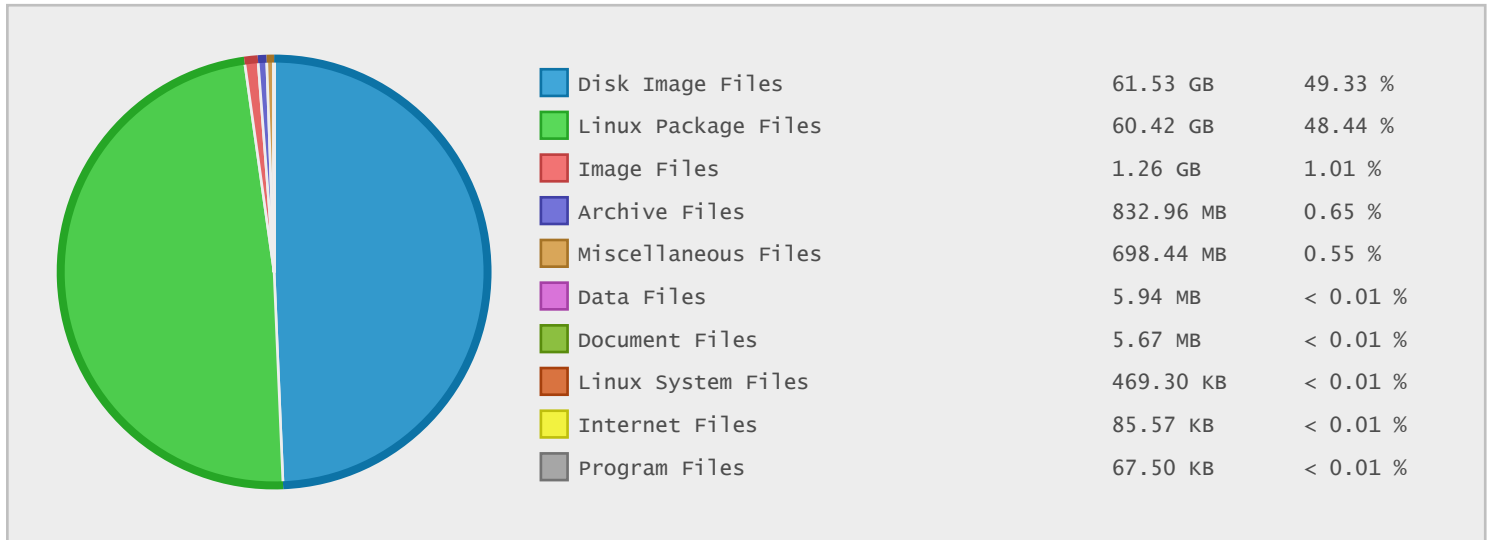 Disk Image Files 61.53 GB 49.33 %
Linux Package Files 60.42 GB 48.44 %
Image Files 1.26 GB 1.01 %
Archive Files 832.96 MB 0.65 %
Miscellaneous Files 698.44 MB 0.55 %
Data Files 5.94 MB < 0.01 %
Document Files 5.67 MB < 0.01 %
Linux System Files 469.30 KB < 0.01 %
Internet Files 85.57 KB < 0.01 %
Program Files 67.50 KB < 0.01 %